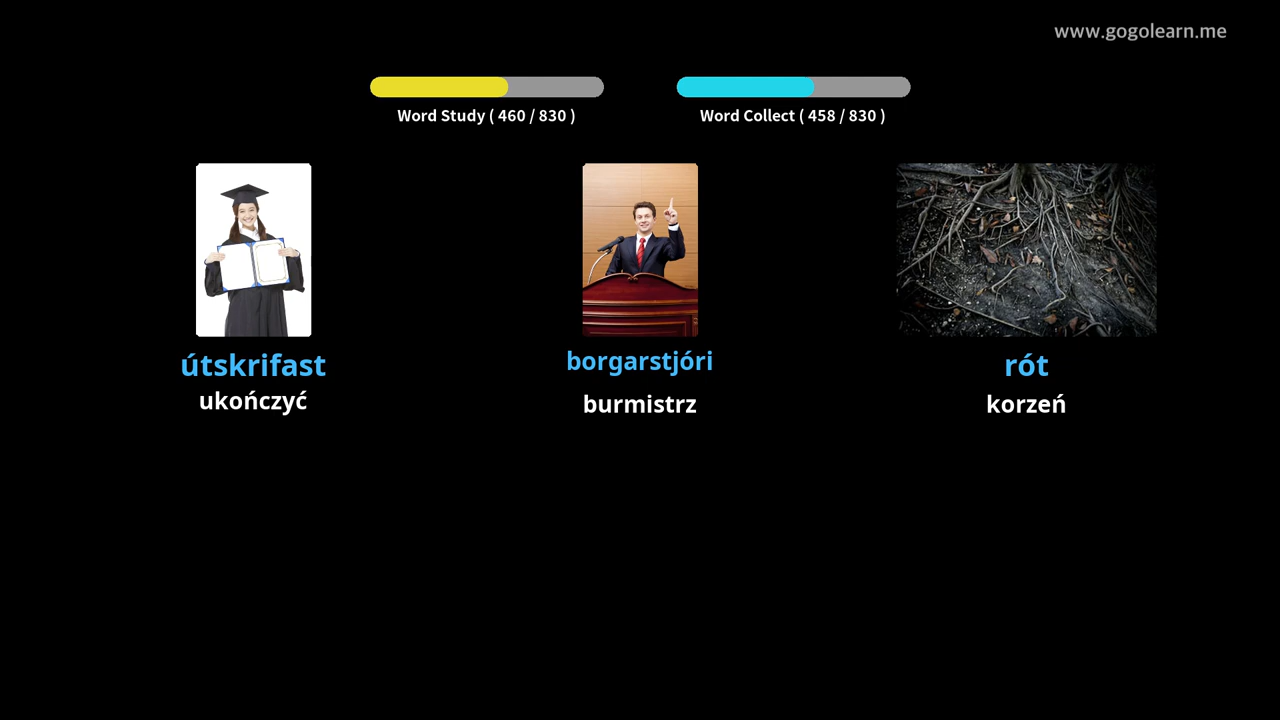 www.gogolearn.me
Word Study ( 460 / 830 )
Word Collect ( 458 / 830 )
útskrifast
ukończyć
borgarstjóri
burmistrz
rót
korzeń